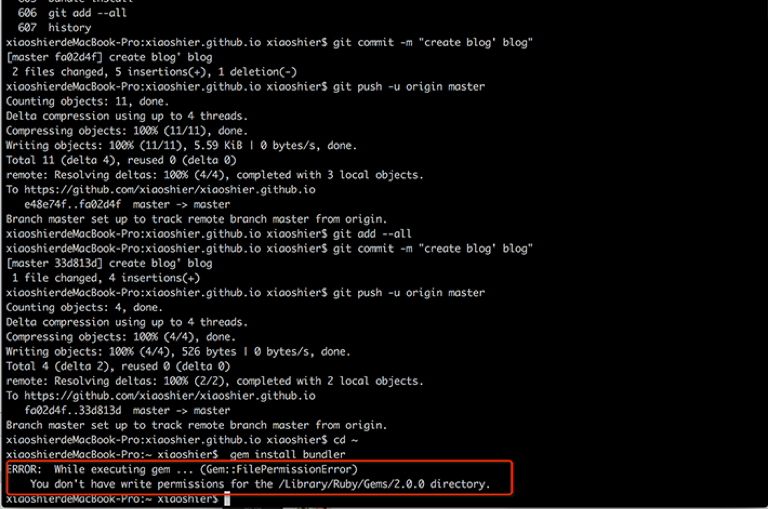 605 bundle install
606 git add --all
607 history
xiaoshierdeMacBook-Pro:xiaoshier.github.io xiaoshier$ git commit -m "create blog' blog"
[master fa02d4f] create blog' blog
2 files changed, 5 insertions(+), 1 deletion(-)
xiaoshierdeMacBook-Pro:xiaoshier.github.io xiaoshier$ git push -u origin master
Counting objects: 11, done.
Delta compression using up to 4 threads.
Compressing objects: 100% (11/11), done.
Writing objects: 100% (11/11), 5.59 KiB | 0 bytes/s, done.
Total 11 (delta 4), reused 0 (delta 0)
remote: Resolving deltas: 100% (4/4), completed with 3 local objects.
To https://github.com/xiaoshier/xiaoshier.github.io
e48e74f..fa02d4f master -> master
Branch master set up to track remote branch master from origin.
xiaoshierdeMacBook-Pro:xiaoshier.github.io xiaoshier$ git add --all
xiaoshierdeMacBook-Pro:xiaoshier.github.io xiaoshier$ git commit -m "create blog' blog"
[master 33d813d] create blog' blog
1 file changed, 4 insertions(+)
xiaoshierdeMacBook-Pro:xiaoshier.github.io xiaoshier$ git push -u origin master
Counting objects: 4, done.
Delta compression using up to 4 threads.
Compressing objects: 100% (4/4), done.
Writing objects: 100% (4/4), 526 bytes | 0 bytes/s, done.
Total 4 (delta 2), reused 0 (delta 0)
remote: Resolving deltas: 100% (2/2), completed with 2 local objects.
To https://github.com/xiaoshier/xiaoshier.github.io
fa02d4f..33d813d master -> master
Branch master set up to track remote branch master from origin.
xiaoshierdeMacBook-Pro:xiaoshier.github.io xiaoshier$ cd ~
xiaoshierdeMacBook-Pro:~ xiaoshier$ gem install bundler
ERROR: While executing gem ... (Gem::FilePermissionError)
You don't have write permissions for the /Library/Ruby/Gems/2.0.0 directory.
xiaoshierdeMacBook-Pro:~ xiaoshier$